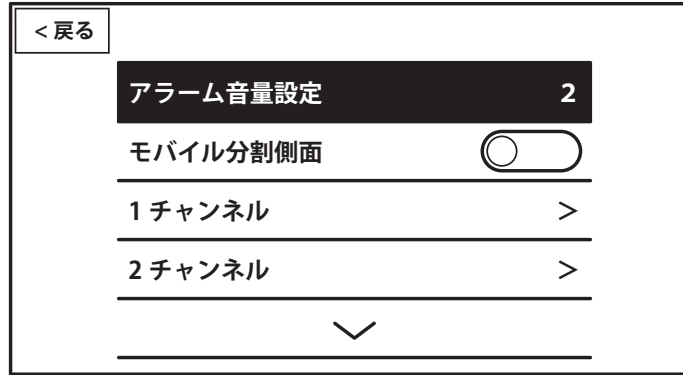 < 戻る
アラーム音量設定 2
モバイル分割側面
1 チャンネル >
2 チャンネル >